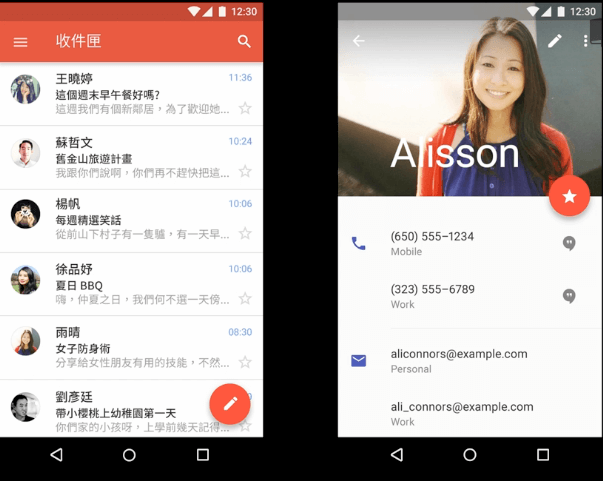 12:30
收件匣
王曉婷
11:36
這個週末早午餐好嗎?
這週我們有個新鄰居，為了歡迎她...
蘇哲文
10:24
舊金山旅遊計畫
我跟你們說啊，你們再不趕快把這...
楊帆
10:06
每週精選笑話
從前山下村子有一隻驢，有一天早...
徐品妤
10:06
夏日 BBQ
嗨，仲夏之日，我們何不選一天傍...
雨晴
08:30
女子防身術
分享給女性朋友有用的技能，不然...
劉彥廷
帶小櫻桃上幼稚園第一天
你們家的小孩呀，上學前幾天記得...
12:30
Alisson
(650) 555–1234
Mobile
(323) 555–6789
Work
aliconnors@example.com
Personal
ali_connors@example.com
Work